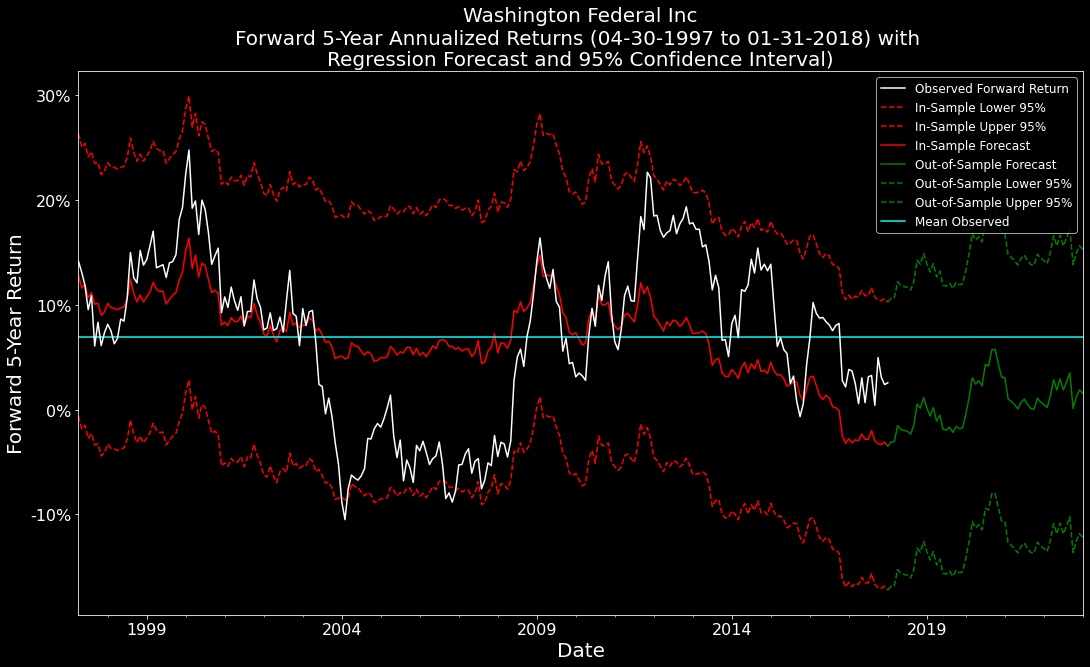 Washington Federal Inc
Forward 5-Year Annualized Returns (04-30-1997 to 01-31-2018) with
Regression Forecast and 95% Confidence Interval)
30%
20%
10%
0%
-10%
Forward 5-Year Return
Observed Forward Return
In-Sample Lower 95%
In-Sample Upper 95%
In-Sample Forecast
Out-of-Sample Forecast
Out-of-Sample Lower 95%
Out-of-Sample Upper 95%
Mean Observed
1999
2004
2009
2014
2019
Date